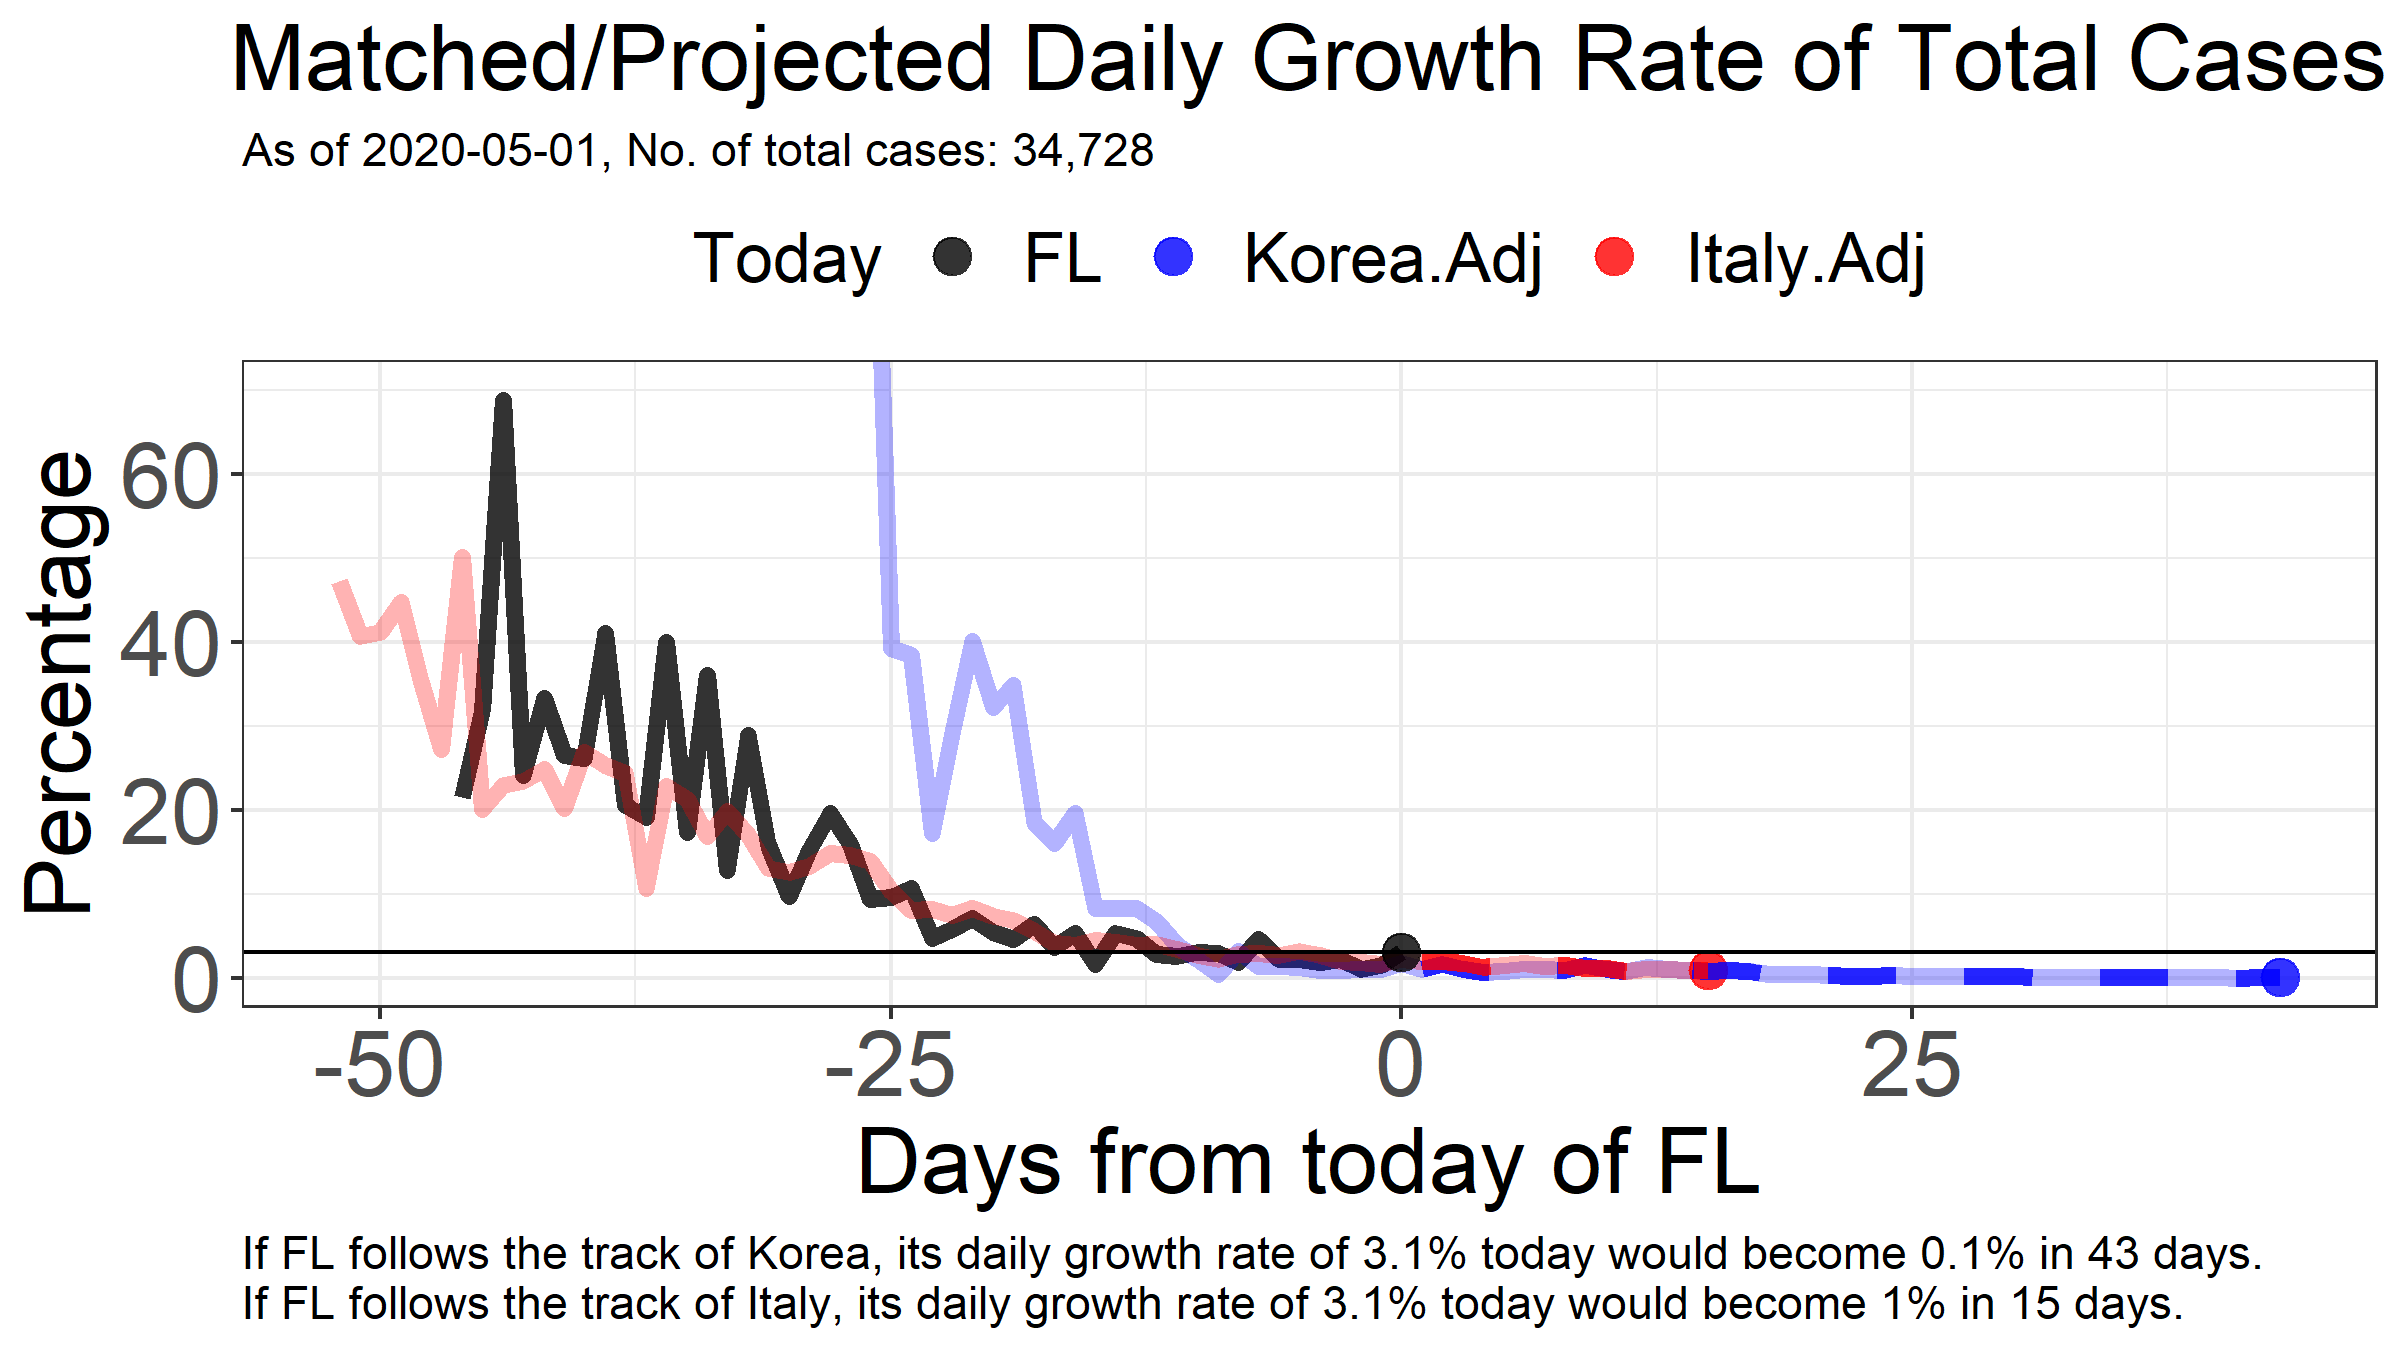 Matched/Projected Daily Growth Rate of Total Cases
As of 2020-05-01, No. of total cases: 34,728
Today FL Korea.Adj Italy.Adj
Percentage
60
40
20
0
-50 -25 0 25
Days from today of FL
If FL follows the track of Korea, its daily growth rate of 3.1% today would become 0.1% in 43 days.
If FL follows the track of Italy, its daily growth rate of 3.1% today would become 1% in 15 days.